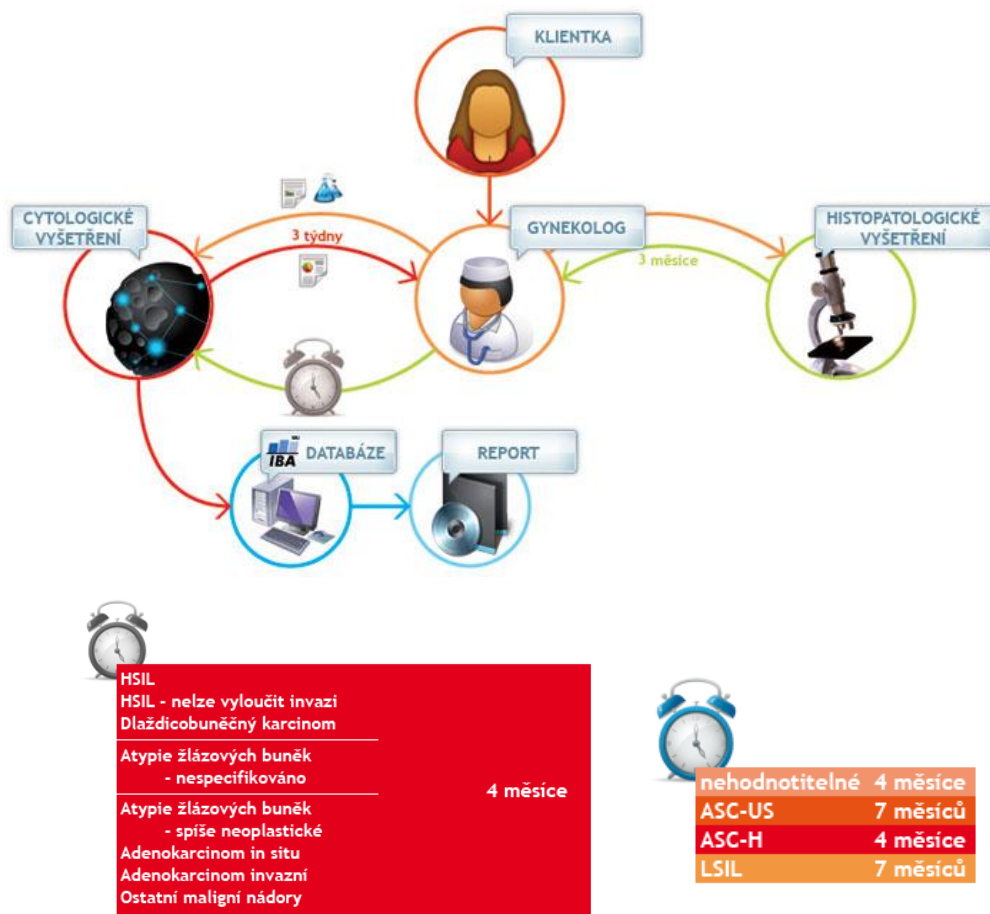 KLIENTKA
CYTOLOGICKÉ
VYŠETŘENÍ
3 týdny
GYNEKOLOG
3 měsíce
HISTOPATOLOGICKÉ
VYŠETŘENÍ
IBA DATABÁZE
REPORT
HSIL
HSIL - nelze vyloučit invazi
Dlaždicobuněčný karcinom
Atypie žlázových buněk
- nespecifikováno
4 měsíce
Atypie žlázových buněk
- spíše neoplastické
Adenokarcinom in situ
Adenokarcinom invazní
Ostatní maligní nádory
nehodnotitelné 4 měsíce
ASC-US 7 měsíců
ASC-H 4 měsíce
LSIL 7 měsíců